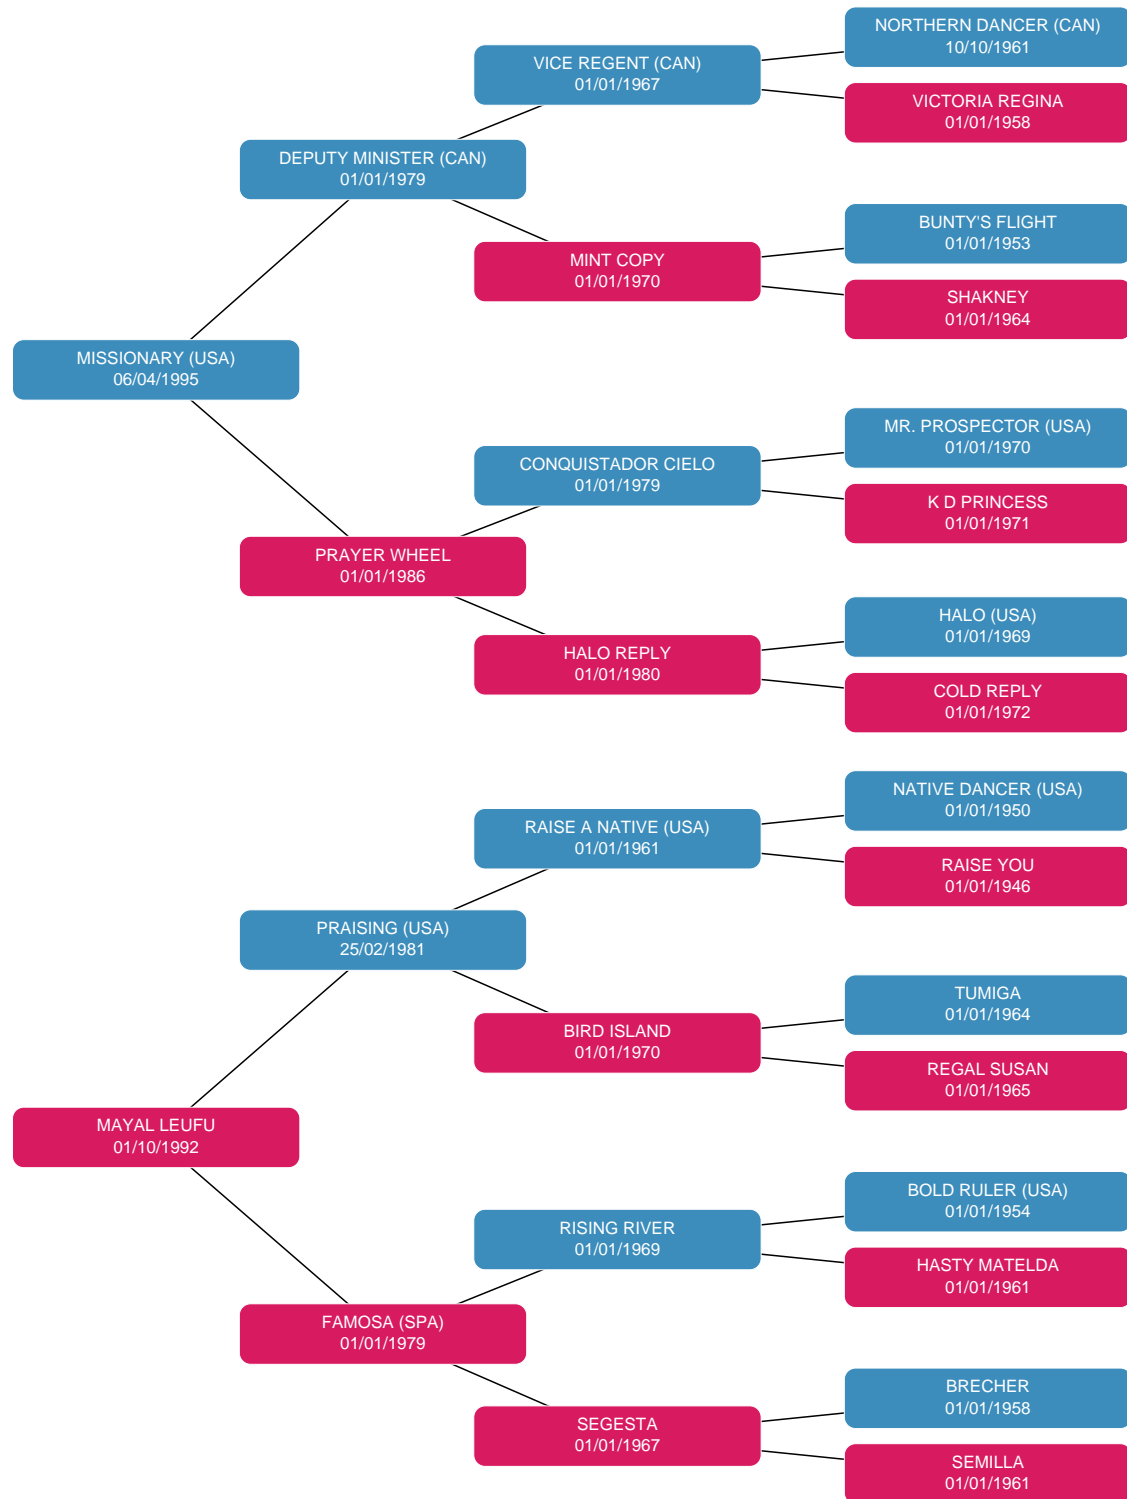 NORTHERN DANCER (CAN)
10/10/1961
VICE REGENT (CAN)
01/01/1967
VICTORIA REGINA
01/01/1958
DEPUTY MINISTER (CAN)
01/01/1979
BUNTY'S FLIGHT
01/01/1953
MINT COPY
01/01/1970
SHAKNEY
01/01/1964
MISSIONARY (USA)
06/04/1995
MR. PROSPECTOR (USA)
01/01/1970
CONQUISTADOR CIELO
01/01/1979
K D PRINCESS
01/01/1971
PRAYER WHEEL
01/01/1986
HALO (USA)
01/01/1969
HALO REPLY
01/01/1980
COLD REPLY
01/01/1972
NATIVE DANCER (USA)
01/01/1950
RAISE A NATIVE (USA)
01/01/1961
RAISE YOU
01/01/1946
PRAISING (USA)
25/02/1981
TUMIGA
01/01/1964
BIRD ISLAND
01/01/1970
REGAL SUSAN
01/01/1965
MAYAL LEUFU
01/10/1992
BOLD RULER (USA)
01/01/1954
RISING RIVER
01/01/1969
HASTY MATELDA
01/01/1961
FAMOSA (SPA)
01/01/1979
BRECHER
01/01/1958
SEGESTA
01/01/1967
SEMILLA
01/01/1961